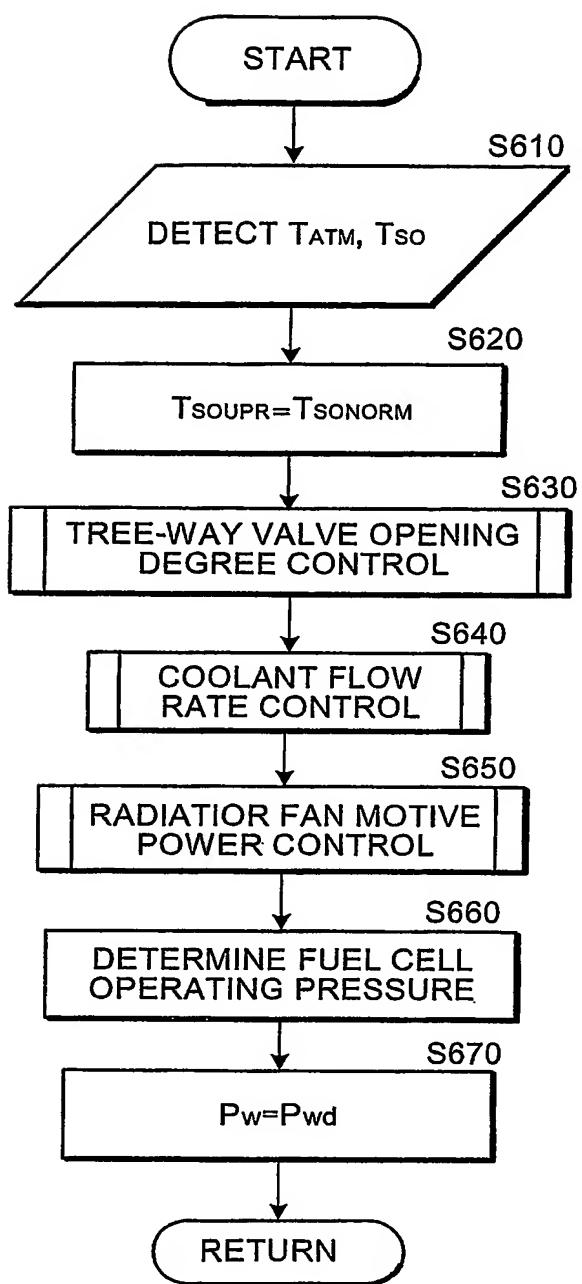 START
S610
DETECT TATM, TSO
S620
TSOUPR=TSONORM
S630
TREE-WAY VALVE OPENING
DEGREE CONTROL
S640
COOLANT FLOW
RATE CONTROL
S650
RADIATIOR FAN MOTIVE
POWER CONTROL
S660
DETERMINE FUEL CELL
OPERATING PRESSURE
S670
Pw=Pwd
RETURN